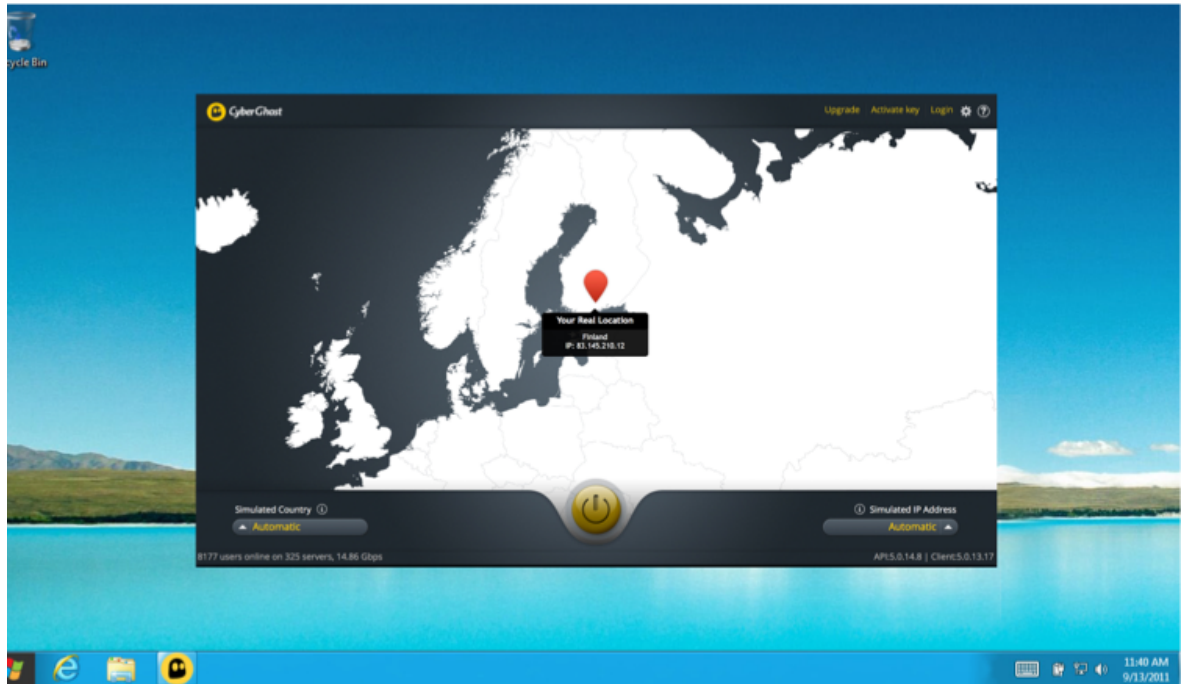 cycle Bin
CyberGhost
Upgrade Activate key Login
Your Real Location
Finland
IP: 83.145.210.12
Simulated Country
Automatic
Simulated IP Address
Automatic
8177 users online on 325 servers, 14.86 Gbps
API:5.0.14.8 | Client:5.0.13.17
11:40 AM
9/13/2011